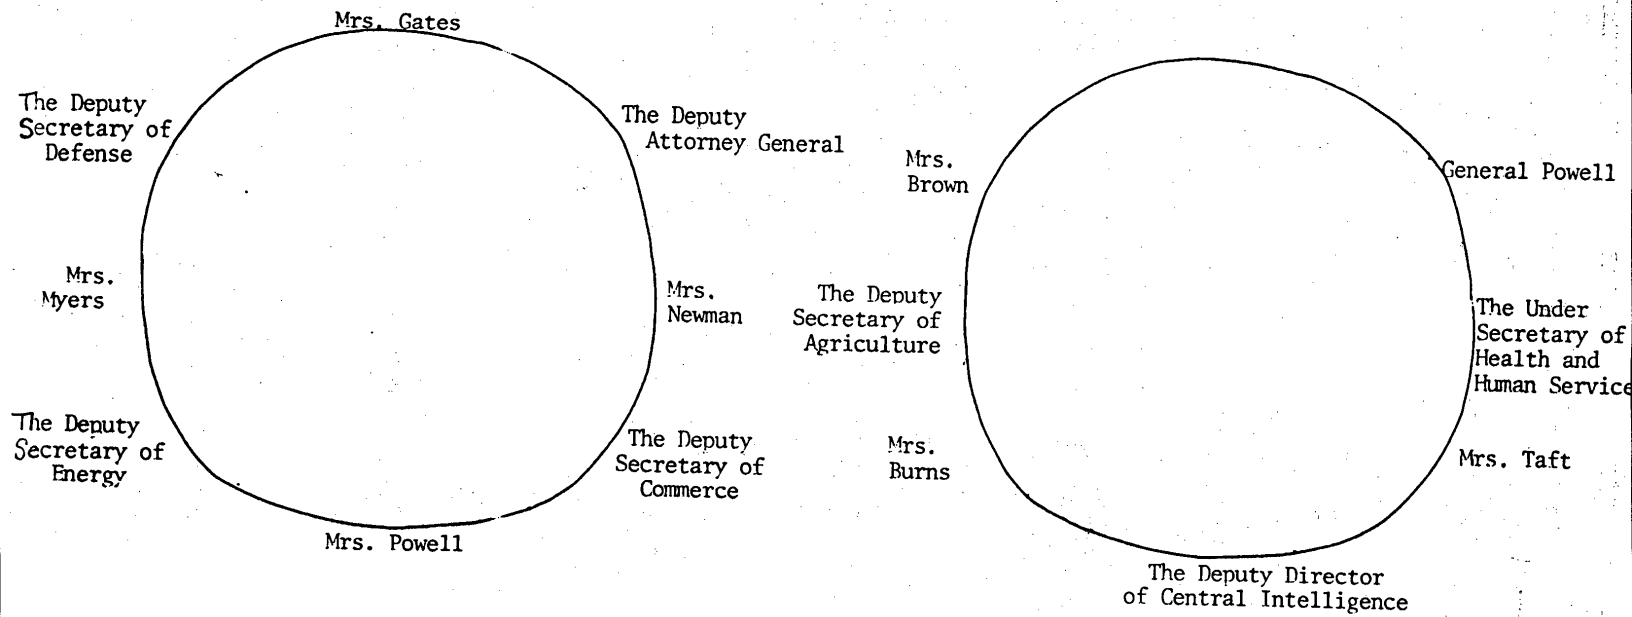 Mrs. Gates
The Deputy
Secretary of
Defense
The Deputy
Attorney General
Mrs.
Myers
Mrs.
Newman
The Deputy
Secretary of
Energy
The Deputy
Secretary of
Commerce
Mrs. Powell
Mrs.
Brown
General Powell
The Deputy
Secretary of
Agriculture
The Under
Secretary of
Health and
Human Service
Mrs.
Burns
Mrs. Taft
The Deputy Director
of Central Intelligence